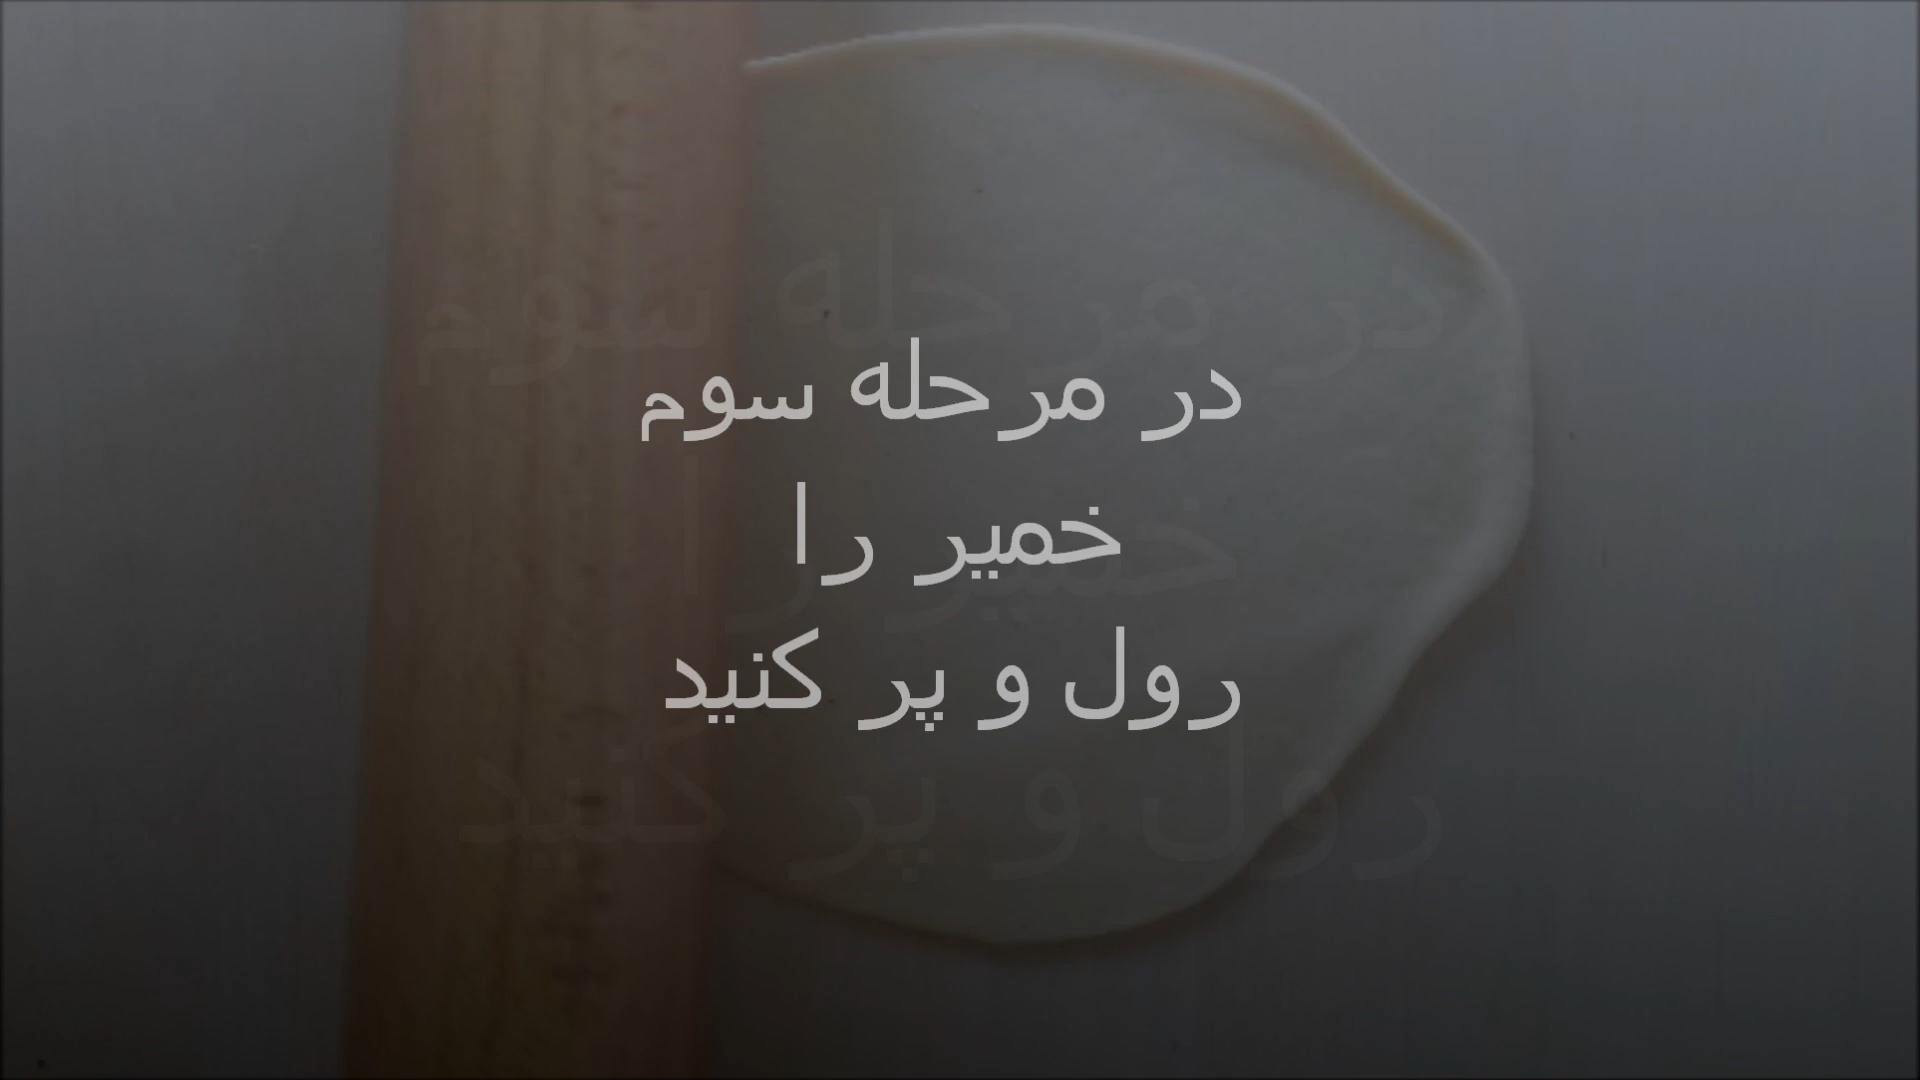 در مرحله سوم
خمیر را
رول و پر کنید